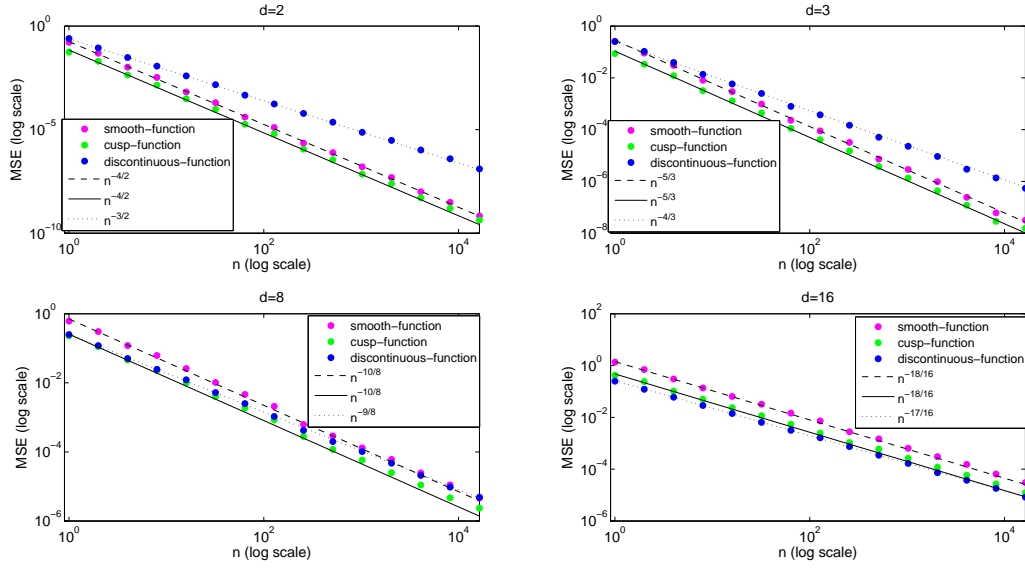 d=2
MSE (log scale)
10^0
10^-5
10^-10
smooth-function
cusp-function
discontinuous-function
n^-4/2
n^-4/2
n^-3/2
10^0
10^2
10^4
n (log scale)
d=3
MSE (log scale)
10^0
10^-2
10^-4
10^-6
10^-8
smooth-function
cusp-function
discontinuous-function
n^-5/3
n^-5/3
n^-4/3
10^0
10^2
10^4
n (log scale)
d=8
MSE (log scale)
10^0
10^-2
10^-4
10^-6
smooth-function
cusp-function
discontinuous-function
n^-10/8
n^-10/8
n^-9/8
10^0
10^2
10^4
n (log scale)
d=16
MSE (log scale)
10^2
10^0
10^-2
10^-4
10^-6
smooth-function
cusp-function
discontinuous-function
n^-18/16
n^-18/16
n^-17/16
10^0
10^2
10^4
n (log scale)